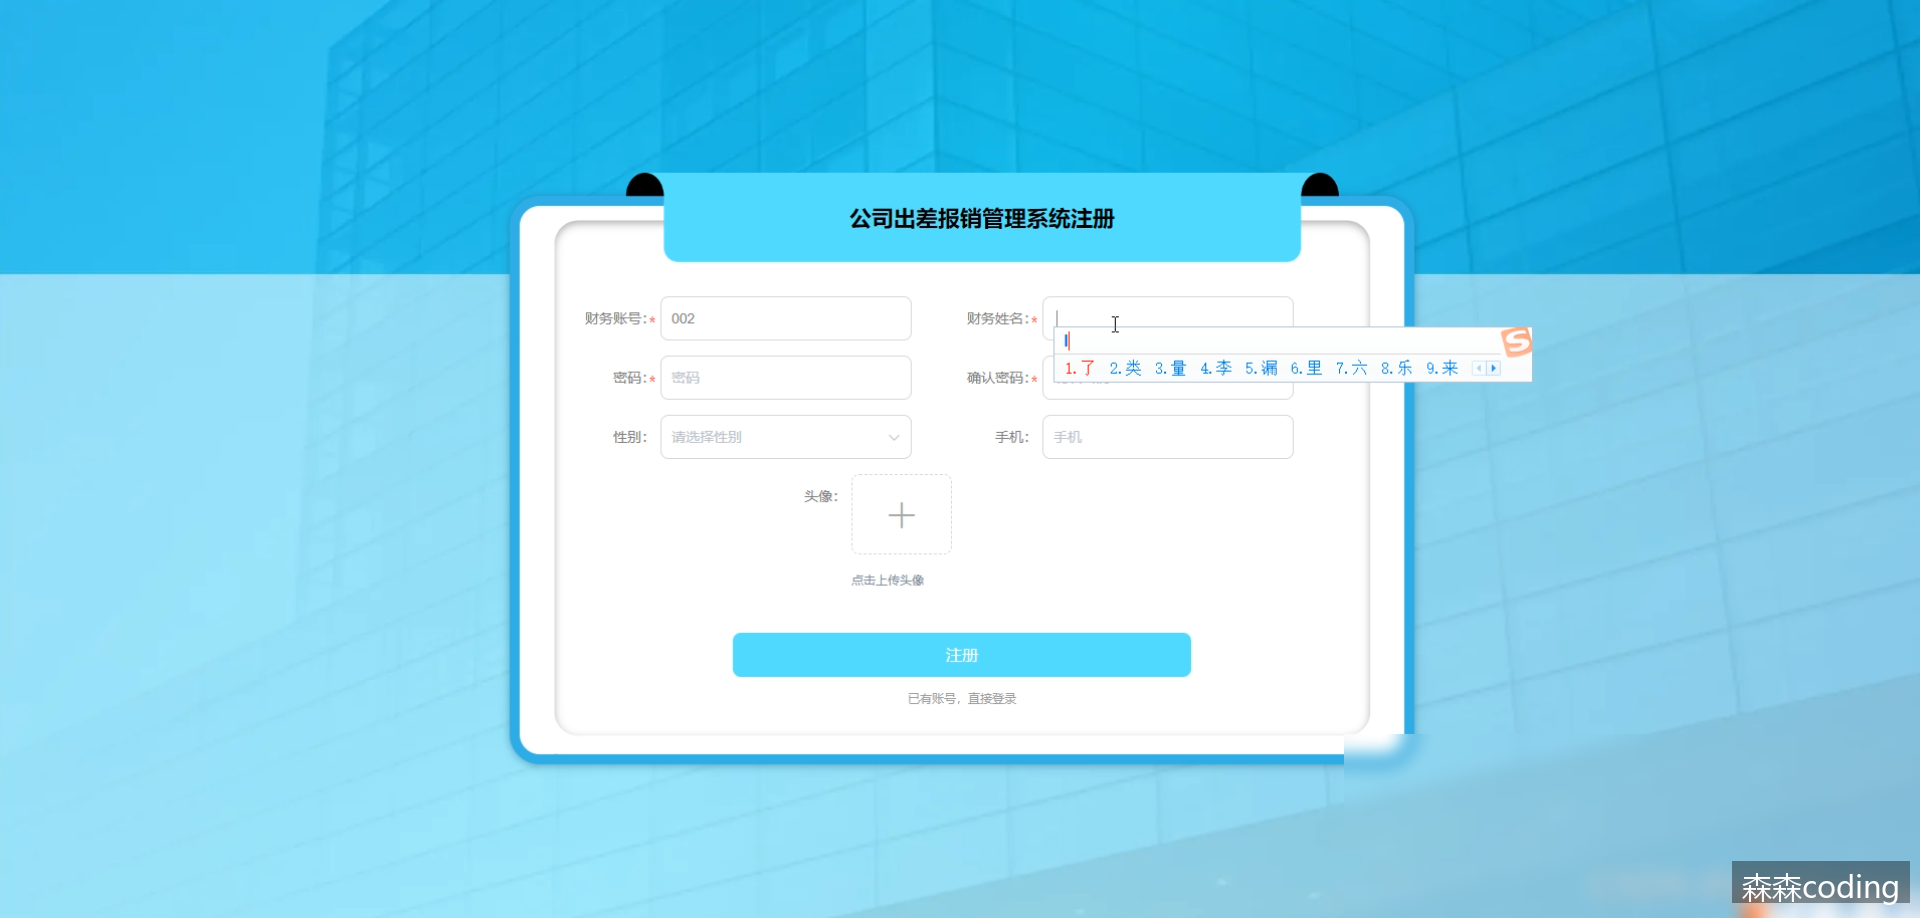 公司出差报销管理系统注册
财务账号：* 002
财务姓名：*
l
1.了 2.类 3.量 4.李 5.漏 6.里 7.六 8.乐 9.来
密码：* 密码
确认密码：*
性别： 请选择性别
手机： 手机
头像：
点击上传头像
注册
已有账号，直接登录
森森coding